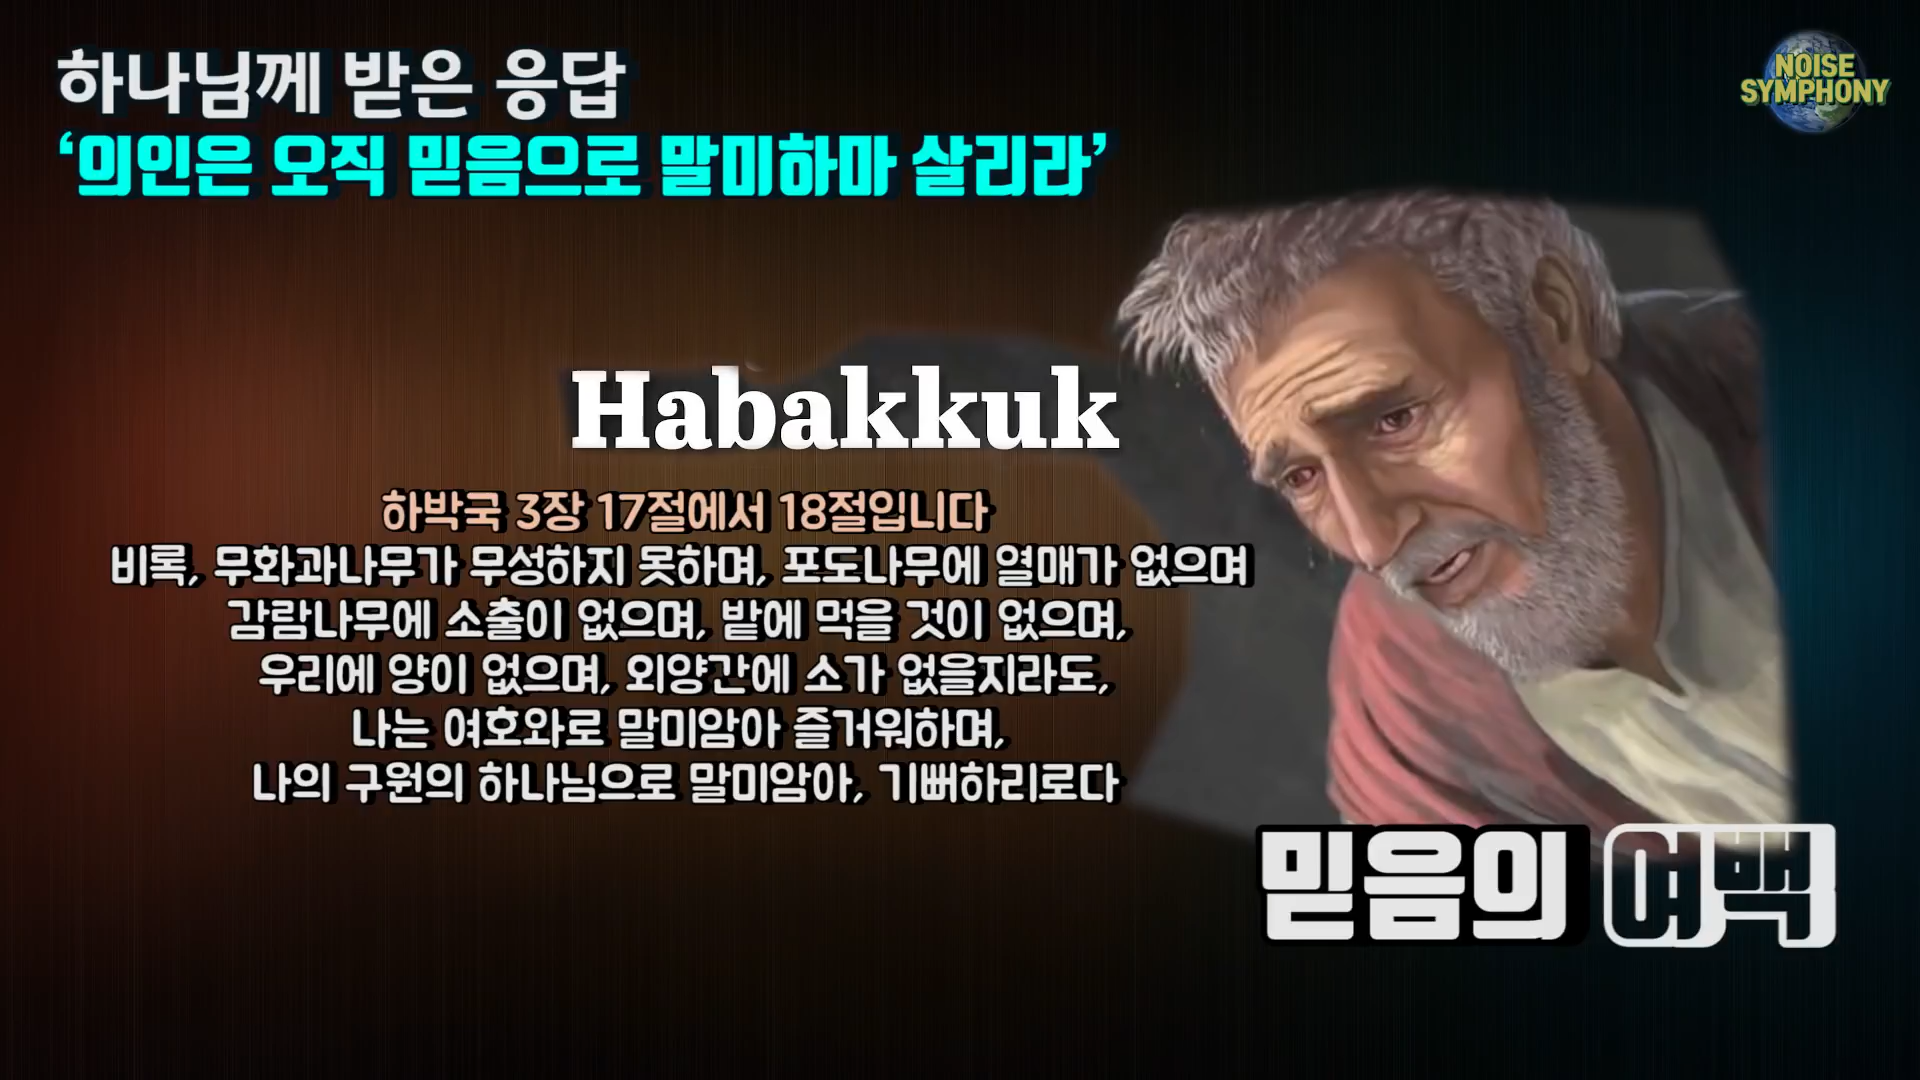 하나님께 받은 응답
‘의인은 오직 믿음으로 말미하마 살리라’
NOISE
SYMPHONY
Habakkuk
하박국 3장 17절에서 18절입니다
비록, 무화과나무가 무성하지 못하며, 포도나무에 열매가 없으며
감람나무에 소출이 없으며, 밭에 먹을 것이 없으며,
우리에 양이 없으며, 외양간에 소가 없을지라도,
나는 여호와로 말미암아 즐거워하며,
나의 구원의 하나님으로 말미암아, 기뻐하리로다
믿음의 여백